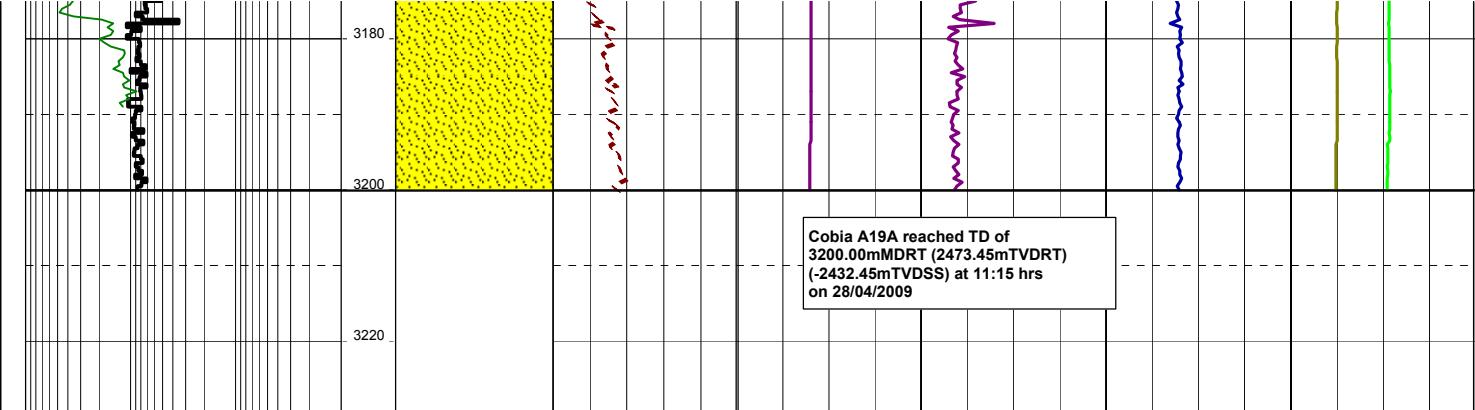 3180
3200
Cobia A19A reached TD of
3200.00mMDRT (2473.45mTVDRT)
(-2432.45mTVDSS) at 11:15 hrs
on 28/04/2009
3220